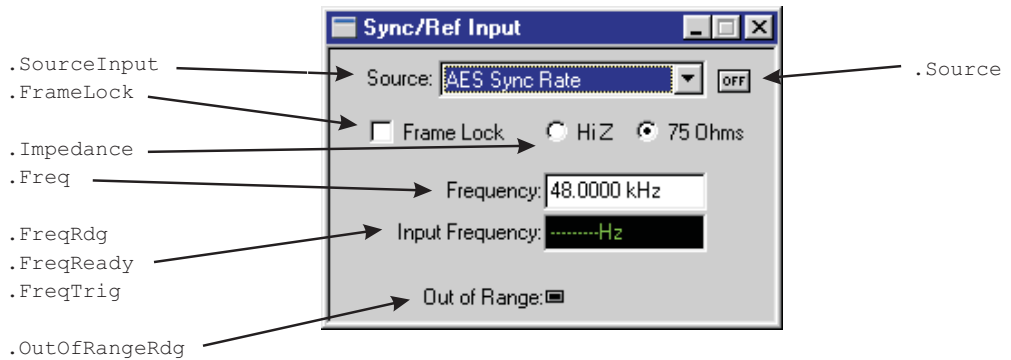 Sync/Ref Input
.SourceInput
Source: AES Sync Rate
OFF
.Source
.FrameLock
Frame Lock
Hi Z
75 Ohms
.Impedance
.Freq
Frequency: 48.0000 kHz
.FreqRdg
Input Frequency: ---------Hz
.FreqReady
.FreqTrig
Out of Range:
.OutOfRangeRdg